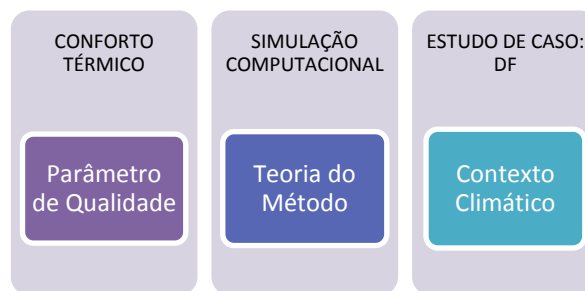 CONFORTO
TÉRMICO
Parâmetro
de Qualidade
SIMULAÇÃO
COMPUTACIONAL
Teoria do
Método
ESTUDO DE CASO:
DF
Contexto
Climático